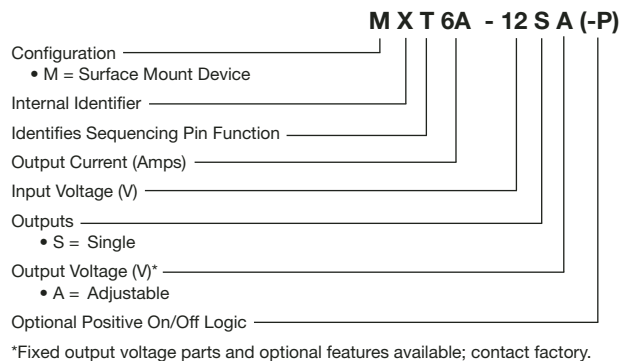 M X T 6A - 12 S A (-P)
Configuration
• M = Surface Mount Device
Internal Identifier
Identifies Sequencing Pin Function
Output Current (Amps)
Input Voltage (V)
Outputs
• S = Single
Output Voltage (V)*
• A = Adjustable
Optional Positive On/Off Logic
*Fixed output voltage parts and optional features available; contact factory.